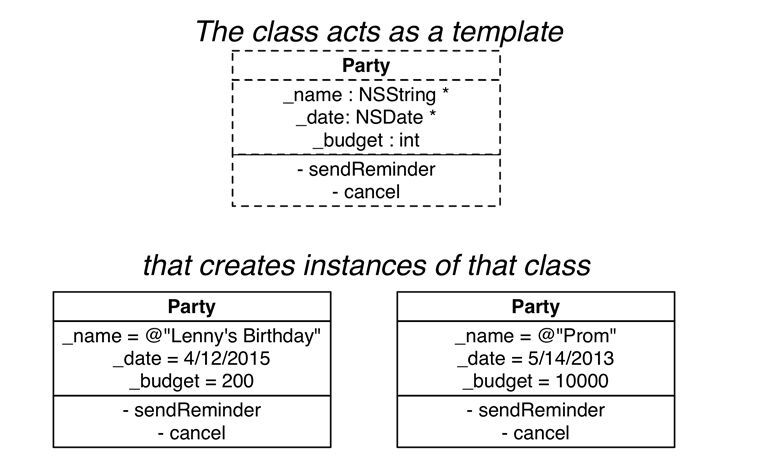 The class acts as a template
Party
_name : NSString *
_date: NSDate *
_budget : int
- sendReminder
- cancel
that creates instances of that class
Party
_name = @"Lenny's Birthday"
_date = 4/12/2015
_budget = 200
- sendReminder
- cancel
Party
_name = @"Prom"
_date = 5/14/2013
_budget = 10000
- sendReminder
- cancel